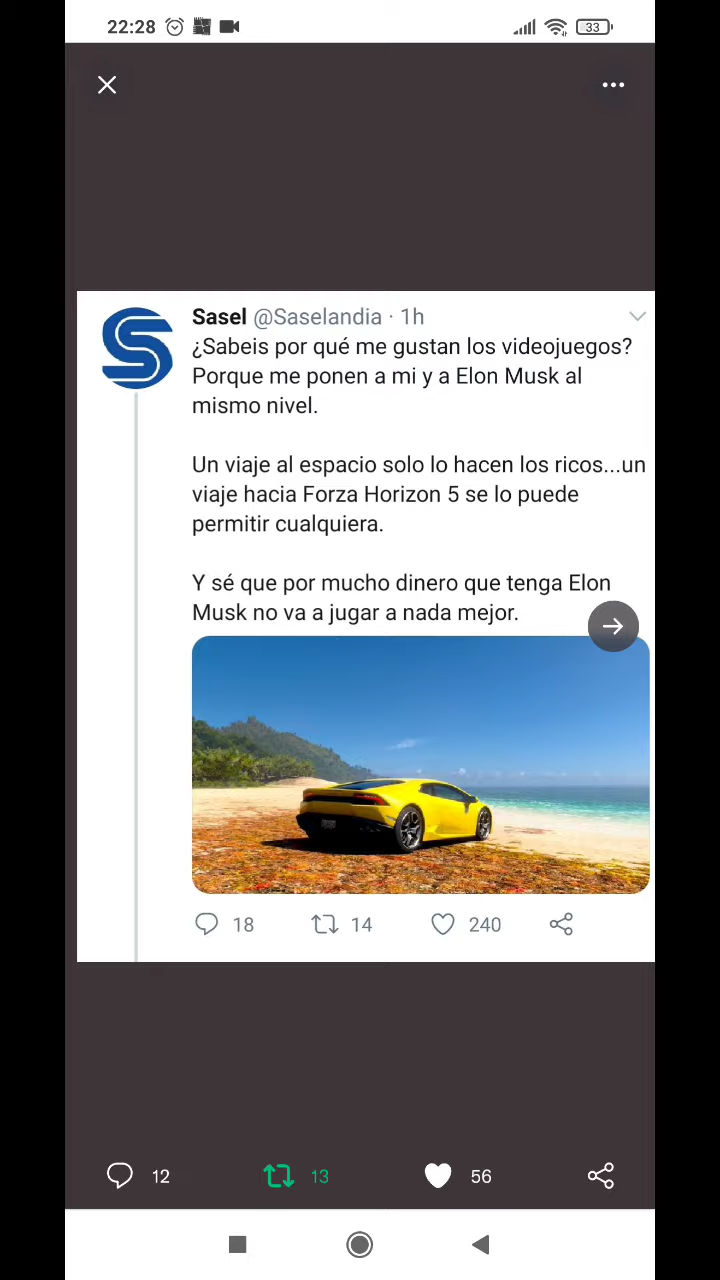 22:28
33
Sasel @Saselandia · 1h
¿Sabeis por qué me gustan los videojuegos?
Porque me ponen a mi y a Elon Musk al
mismo nivel.
Un viaje al espacio solo lo hacen los ricos...un
viaje hacia Forza Horizon 5 se lo puede
permitir cualquiera.
Y sé que por mucho dinero que tenga Elon
Musk no va a jugar a nada mejor.
18 14 240
12 13 56